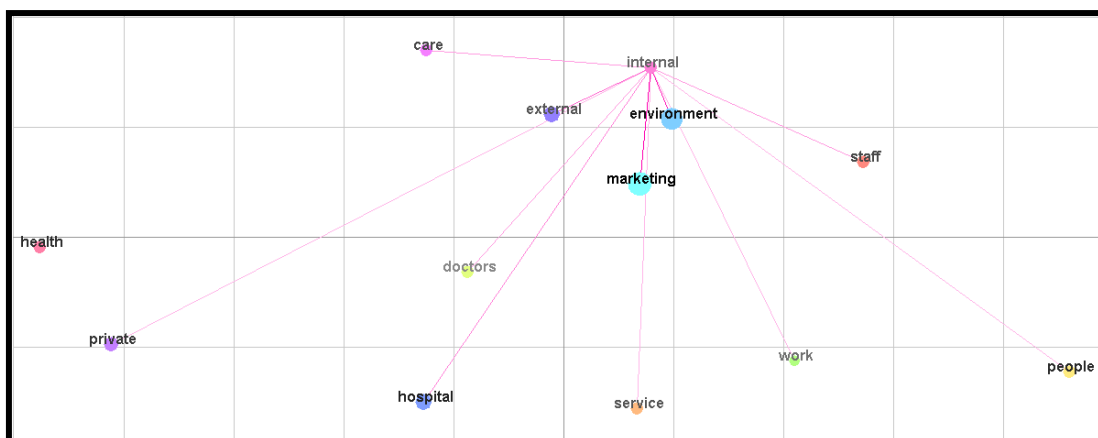 care
internal
external
environment
staff
marketing
health
doctors
private
work
people
hospital
service